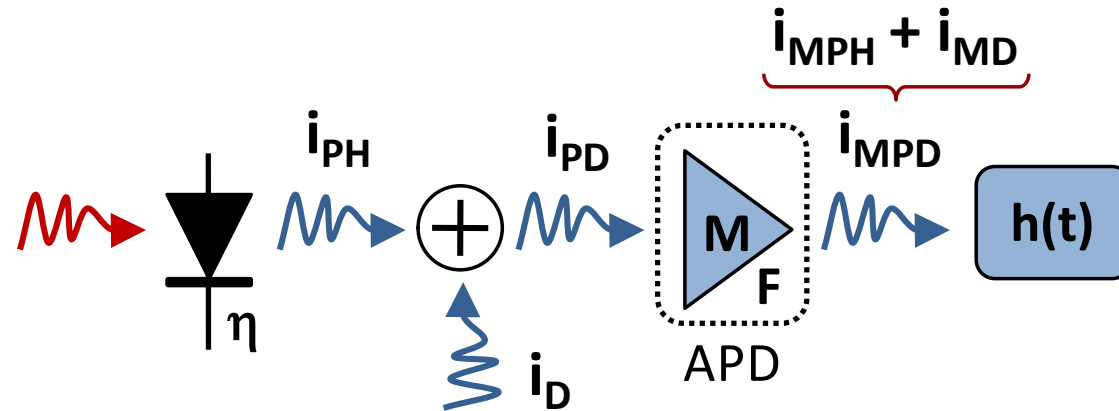 i_MPH + i_MD
i_PH
i_PD
i_MPD
M
F
h(t)
η
i_D
APD